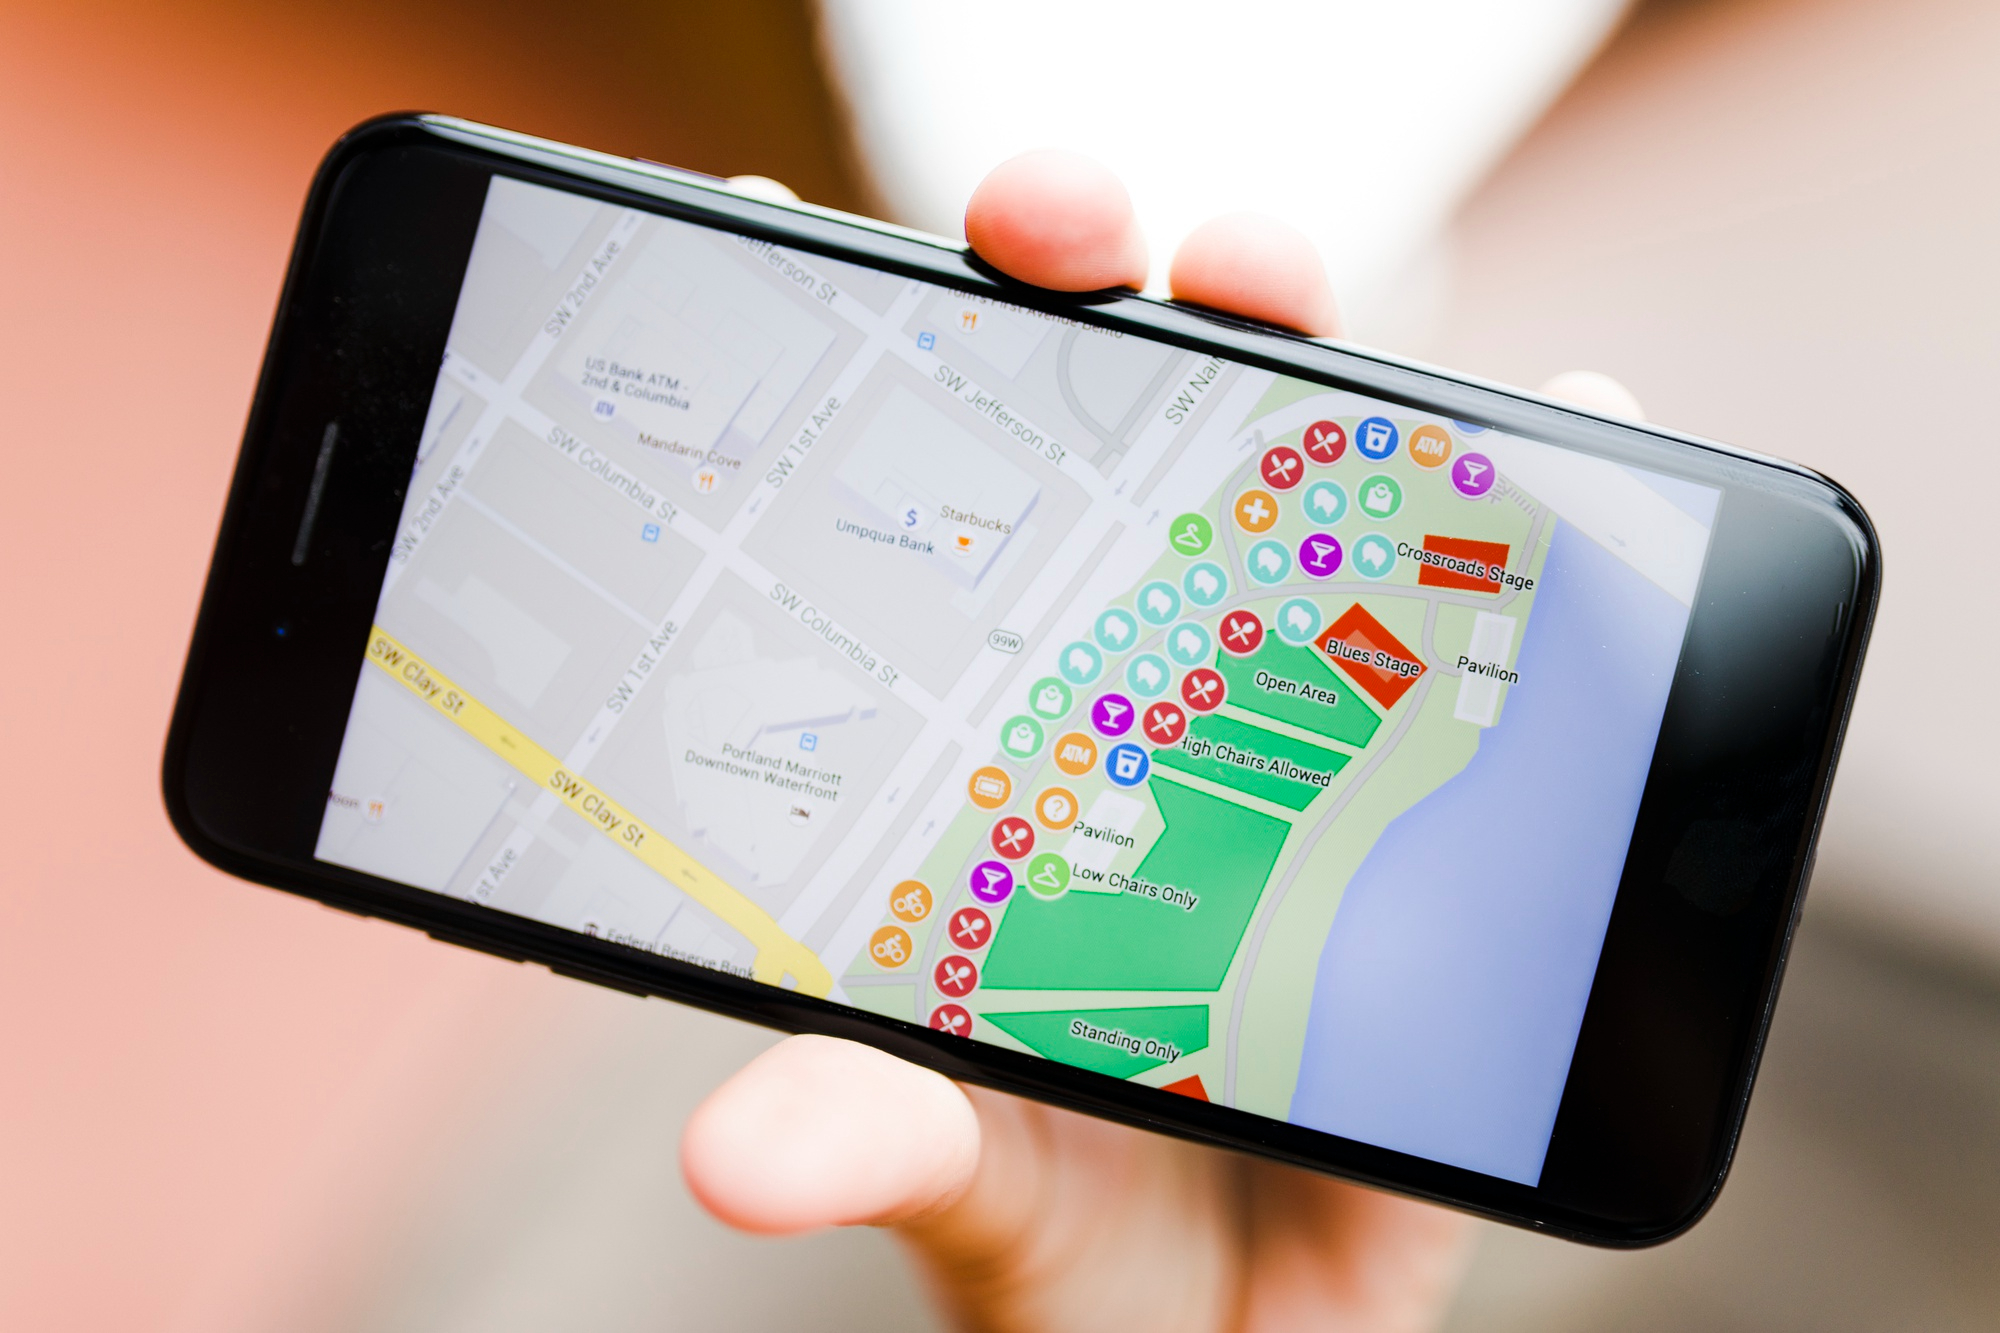 SW 2nd Ave
Jefferson St
Tom's First Avenue Bento
US Bank ATM -
2nd & Columbia
ATM
Mandarin Cove
SW 1st Ave
SW Jefferson St
SW Nait
SW Columbia St
SW 2nd Ave
Umpqua Bank
$
Starbucks
SW Columbia St
99W
SW 1st Ave
SW Clay St
SW Clay St
Portland Marriott
Downtown Waterfront
1st Ave
Federal Reserve Bank
ATM
Crossroads Stage
Blues Stage
Pavilion
Open Area
High Chairs Allowed
ATM
?
Pavilion
Low Chairs Only
Standing Only